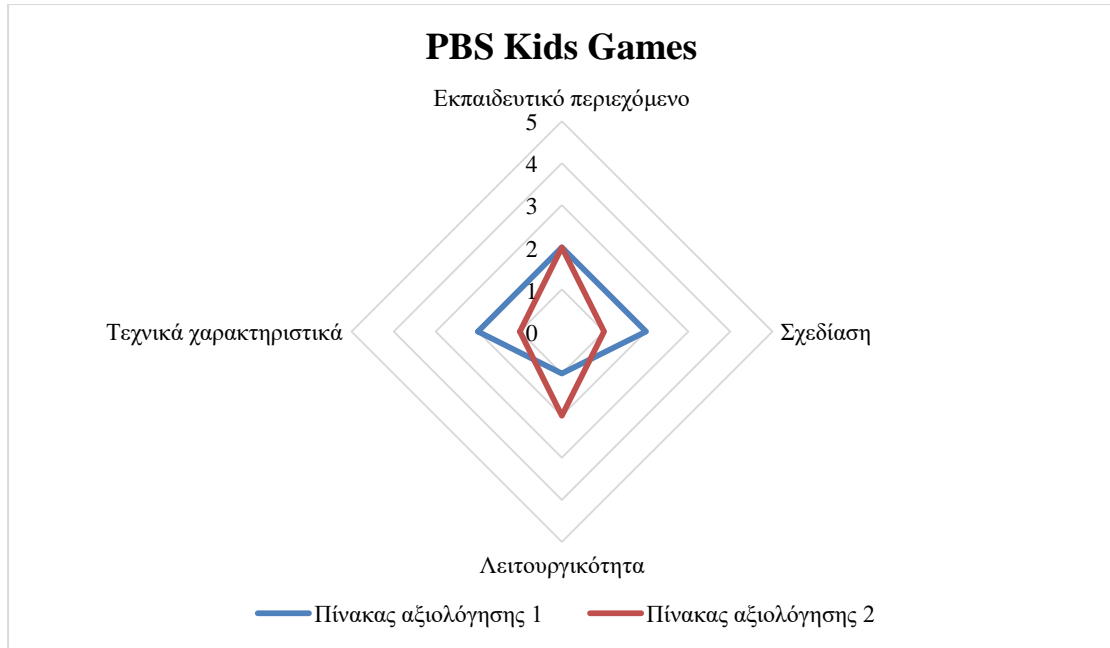 PBS Kids Games
Εκπαιδευτικό περιεχόμενο
5
4
3
2
1
0
Τεχνικά χαρακτηριστικά
Σχεδίαση
Λειτουργικότητα
Πίνακας αξιολόγησης 1
Πίνακας αξιολόγησης 2